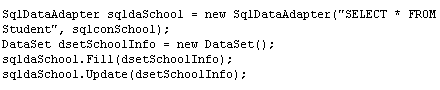 SqlDataAdapter sqldaSchool = new SqlDataAdapter("SELECT * FROM
Student", sqlconSchool);
DataSet dsetSchoolInfo = new DataSet();
sqldaSchool.Fill(dsetSchoolInfo);
sqldaSchool.Update(dsetSchoolInfo);